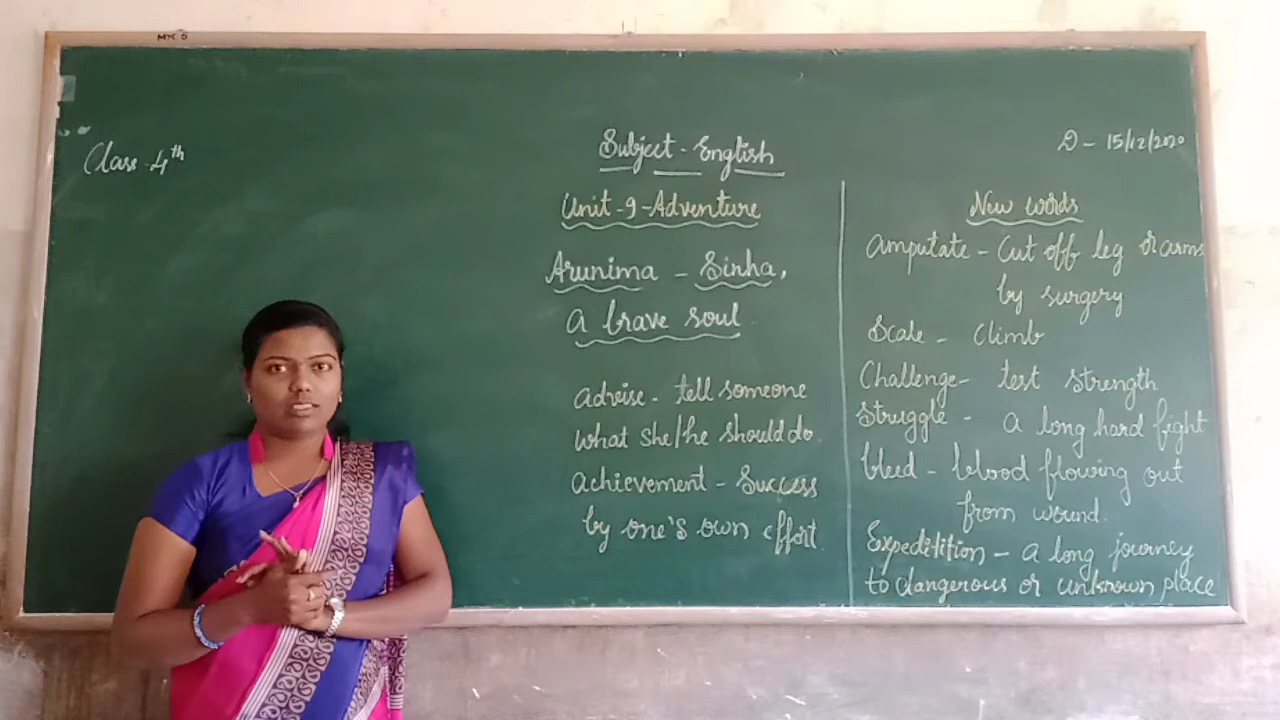 MX 5
Class-4th
Subject-English
D- 15/12/2020
Unit-9-Adventure
Arunima - Sinha,
a brave soul
advise - tell someone
what she/he should do
achievement - Success
by one's own effort.
New words
amputate - Cut off leg or arms
by surgery
Scale - Climb
Challenge- test strength
Struggle - a long hard fight
bleed - blood flowing out
from wound.
Expeditition - a long journey
to dangerous or unknown place